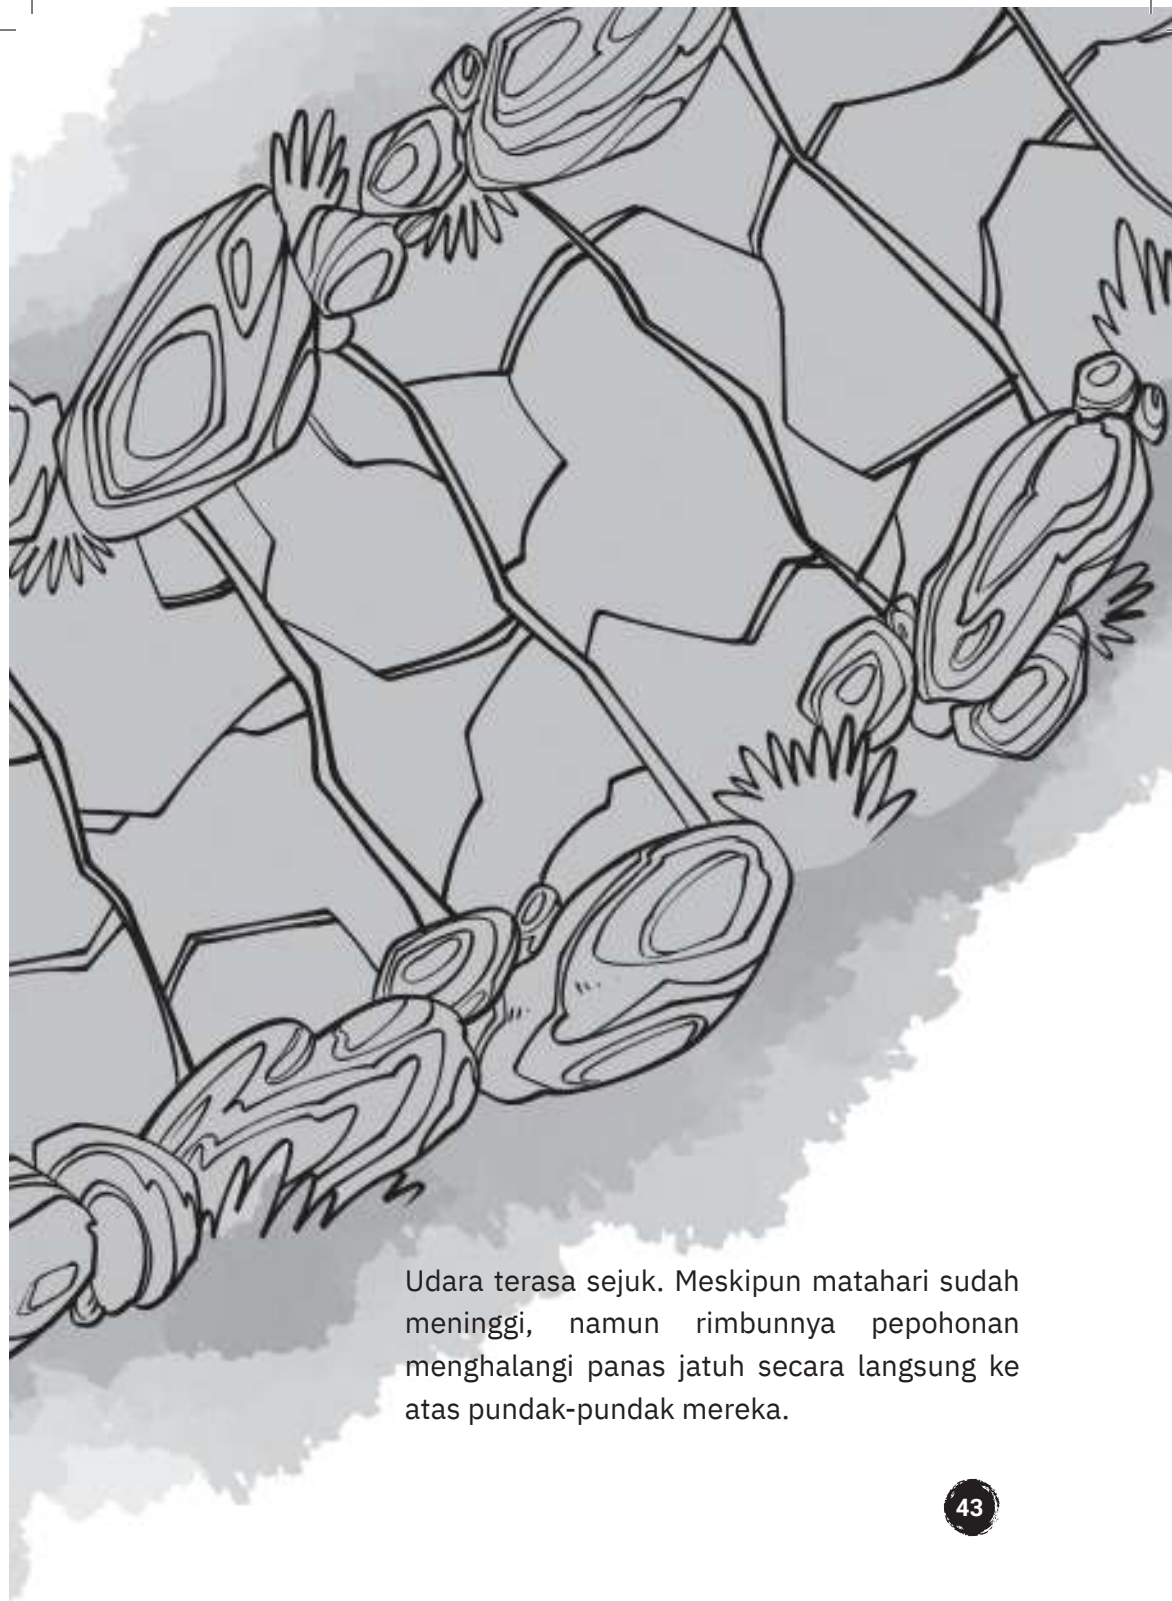 Udara terasa sejuk. Meskipun matahari sudah
meninggi, namun rimbunnya pepohonan
menghalangi panas jatuh secara langsung ke
atas pundak-pundak mereka.
43